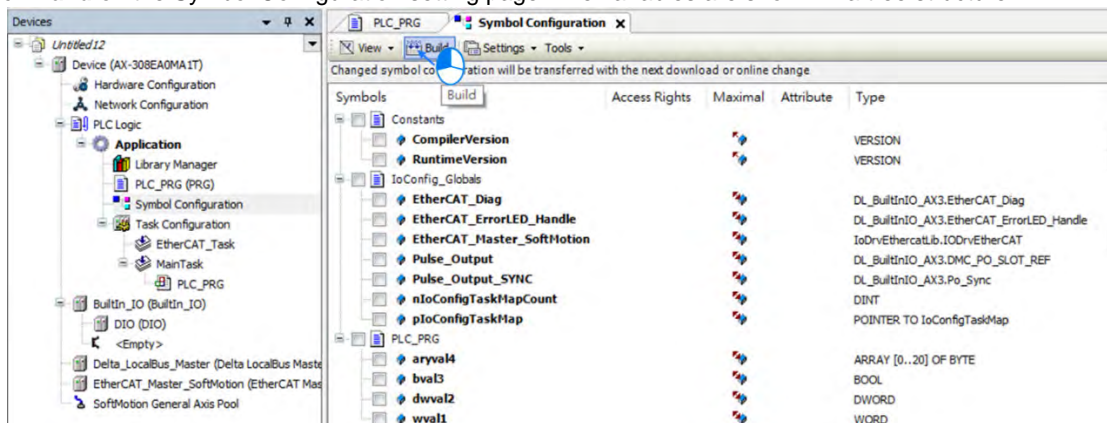 Devices
Untitled12
Device (AX-308EA0MA1T)
Hardware Configuration
Network Configuration
PLC Logic
Application
Library Manager
PLC_PRG (PRG)
Symbol Configuration
Task Configuration
EtherCAT_Task
MainTask
PLC_PRG
BuiltIn_IO (BuiltIn_IO)
DIO (DIO)
<Empty>
Delta_LocalBus_Master (Delta LocalBus Maste
EtherCAT_Master_SoftMotion (EtherCAT Mas
SoftMotion General Axis Pool
PLC_PRG Symbol Configuration
View Build Settings Tools
Changed symbol configuration will be transferred with the next download or online change
Build
Symbols Access Rights Maximal Attribute Type
Constants
CompilerVersion VERSION
RuntimeVersion VERSION
IoConfig_Globals
EtherCAT_Diag DL_BuiltInIO_AX3.EtherCAT_Diag
EtherCAT_ErrorLED_Handle DL_BuiltInIO_AX3.EtherCAT_ErrorLED_Handle
EtherCAT_Master_SoftMotion IoDrvEthercatLib.IODrvEtherCAT
Pulse_Output DL_BuiltInIO_AX3.DMC_PO_SLOT_REF
Pulse_Output_SYNC DL_BuiltInIO_AX3.Po_Sync
nIoConfigTaskMapCount DINT
pIoConfigTaskMap POINTER TO IoConfigTaskMap
PLC_PRG
aryval4 ARRAY [0..20] OF BYTE
bval3 BOOL
dwval2 DWORD
wval1 WORD